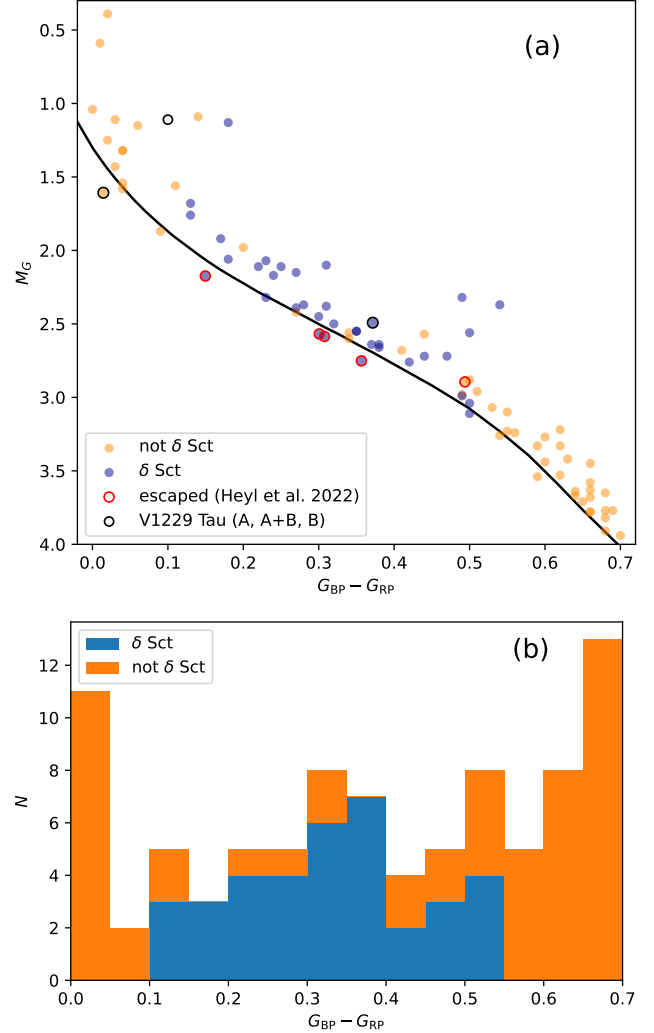 (a)
0.5
1.0
1.5
2.0
2.5
3.0
3.5
4.0
M_G
not δ Sct
δ Sct
escaped (Heyl et al. 2022)
V1229 Tau (A, A+B, B)
0.0 0.1 0.2 0.3 0.4 0.5 0.6 0.7
G_BP − G_RP
(b)
δ Sct
not δ Sct
12
10
8
6
4
2
0
N
0.0 0.1 0.2 0.3 0.4 0.5 0.6 0.7
G_BP − G_RP